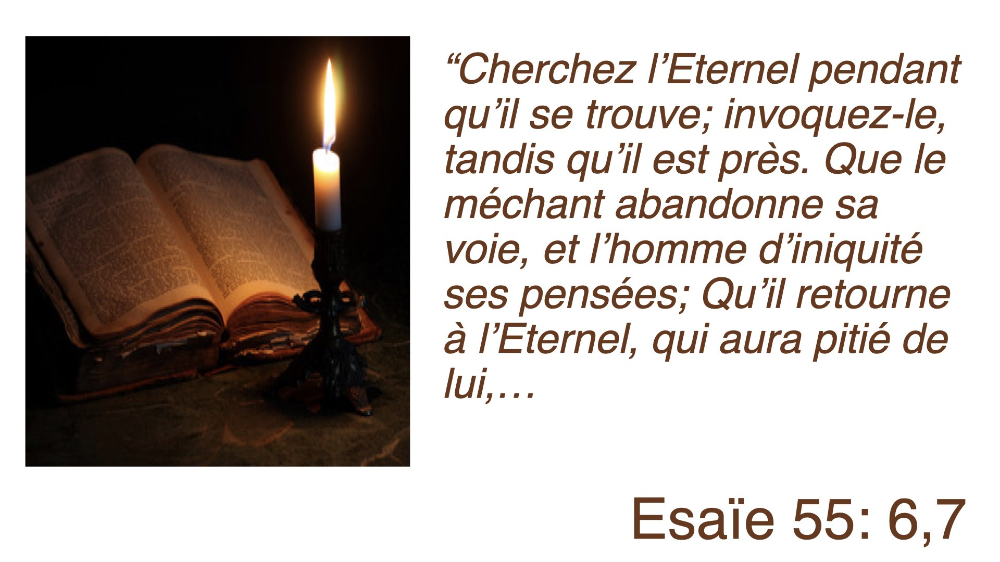 “Cherchez l’Eternel pendant
qu’il se trouve; invoquez-le,
tandis qu’il est près. Que le
méchant abandonne sa
voie, et l’homme d’iniquité
ses pensées; Qu’il retourne
à l’Eternel, qui aura pitié de
lui,…
Esaïe 55: 6,7